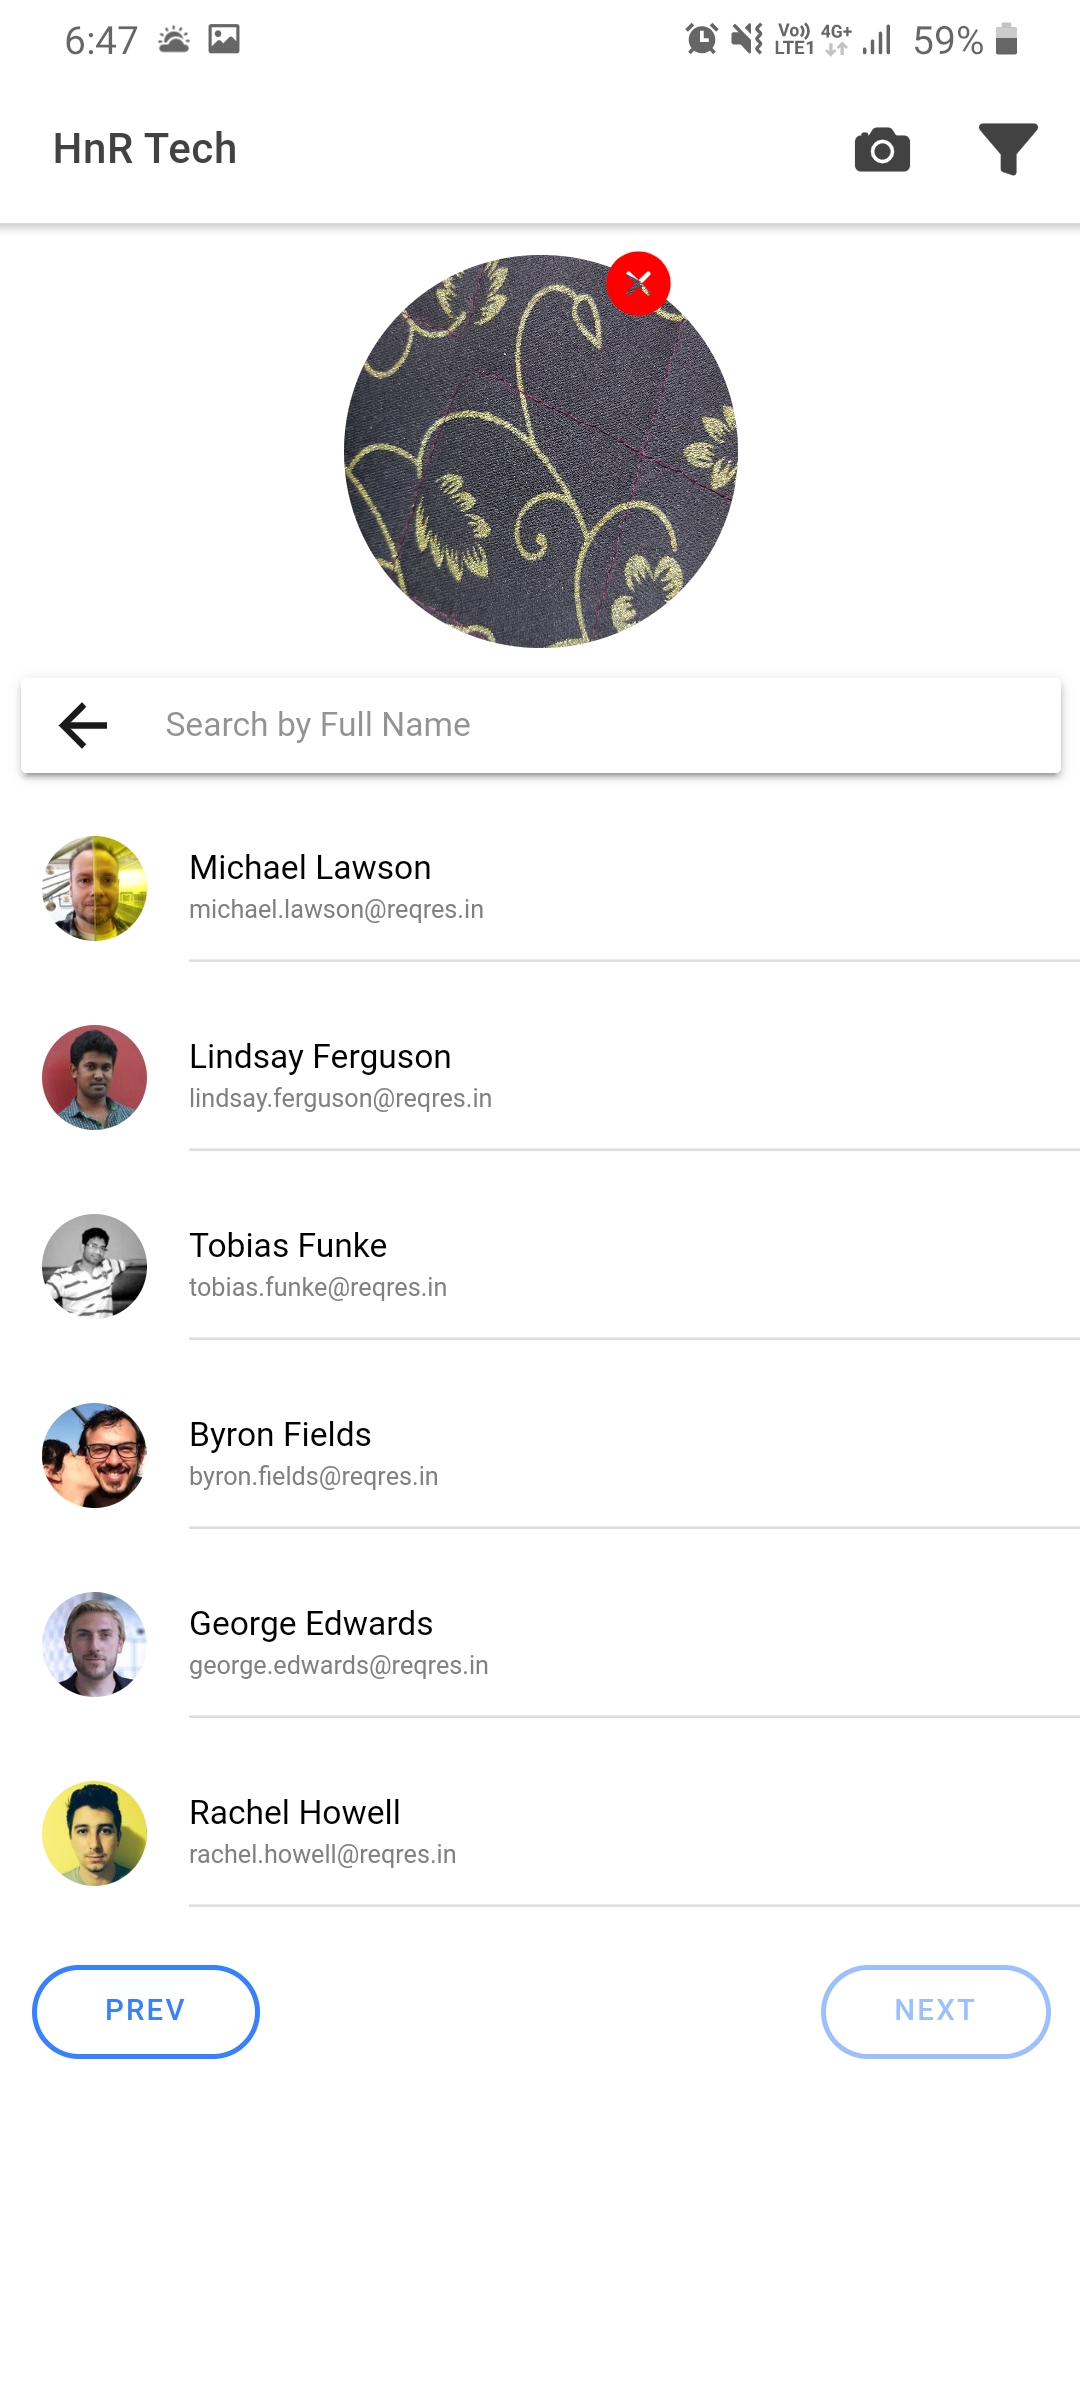 6:47 Vo)) LTE1 4G+ 59%
HnR Tech
Search by Full Name
Michael Lawson
michael.lawson@reqres.in
Lindsay Ferguson
lindsay.ferguson@reqres.in
Tobias Funke
tobias.funke@reqres.in
Byron Fields
byron.fields@reqres.in
George Edwards
george.edwards@reqres.in
Rachel Howell
rachel.howell@reqres.in
PREV NEXT